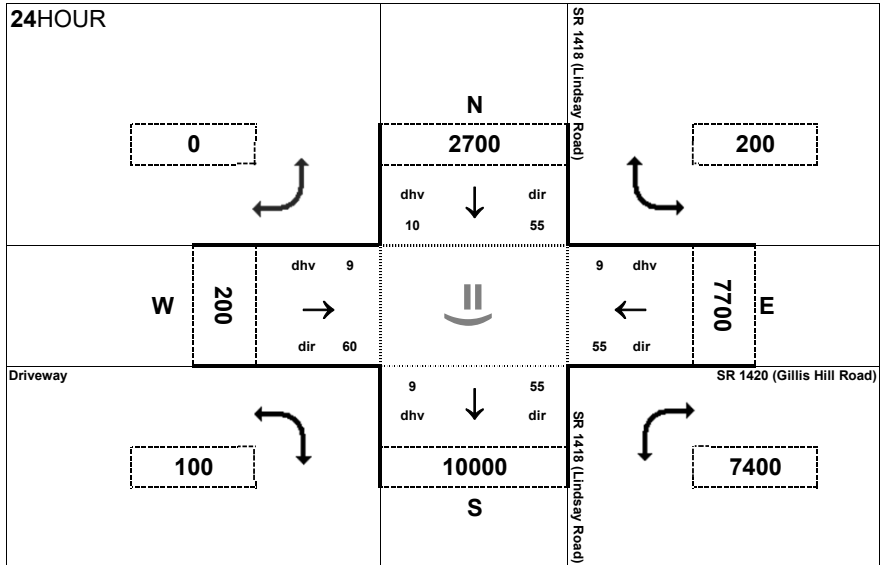 24HOUR
SR 1418 (Lindsay Road)
N
0
2700
200
dhv
dir
10
55
dhv 9
9 dhv
W
200
=)
7700
E
dir 60
55 dir
Driveway
9
55
SR 1420 (Gillis Hill Road)
dhv
dir
SR 1418 (Lindsay Road)
100
10000
7400
S